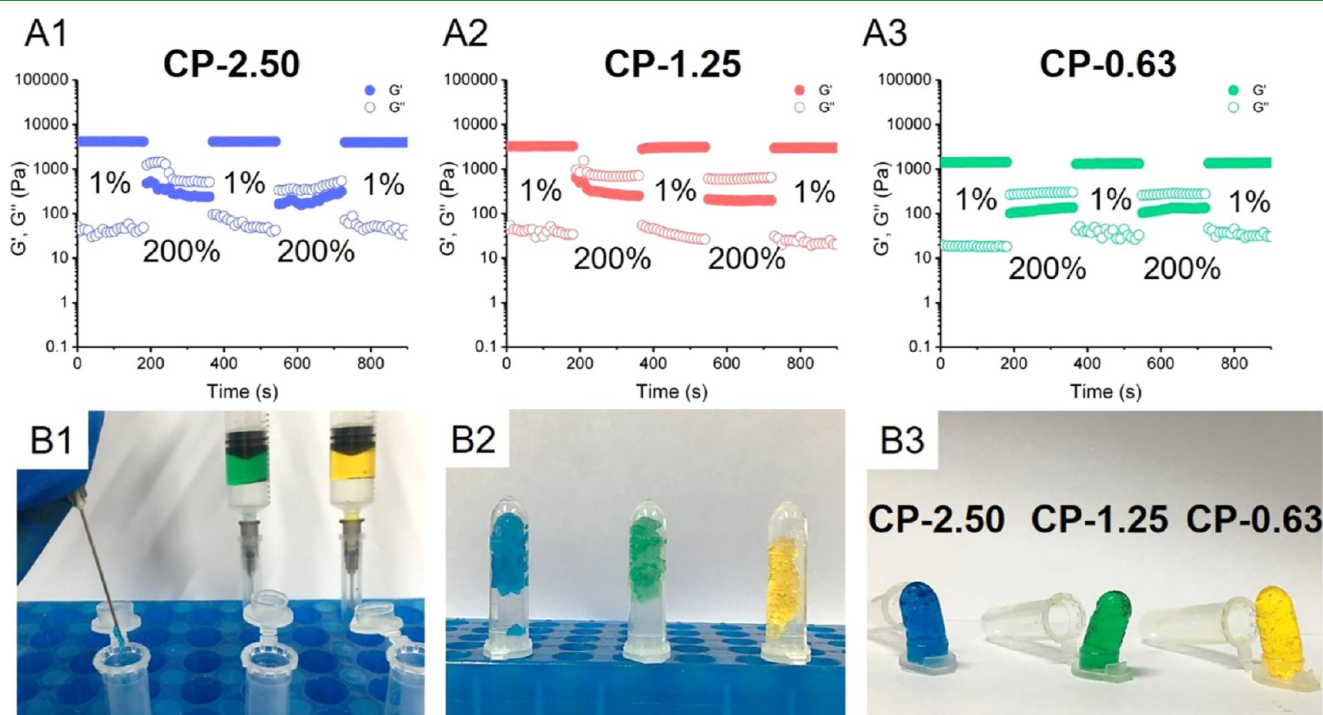 A1
CP-2.50
G'
G''
G', G'' (Pa)
100000
10000
1000
100
10
1
0.1
1%
200%
1%
200%
1%
0
200
400
600
800
Time (s)
A2
CP-1.25
G'
G''
G', G'' (Pa)
100000
10000
1000
100
10
1
0.1
1%
200%
1%
200%
1%
0
200
400
600
800
Time (s)
A3
CP-0.63
G'
G''
G', G'' (Pa)
100000
10000
1000
100
10
1
0.1
1%
200%
1%
200%
1%
0
200
400
600
800
Time (s)
B1
B2
B3
CP-2.50
CP-1.25
CP-0.63